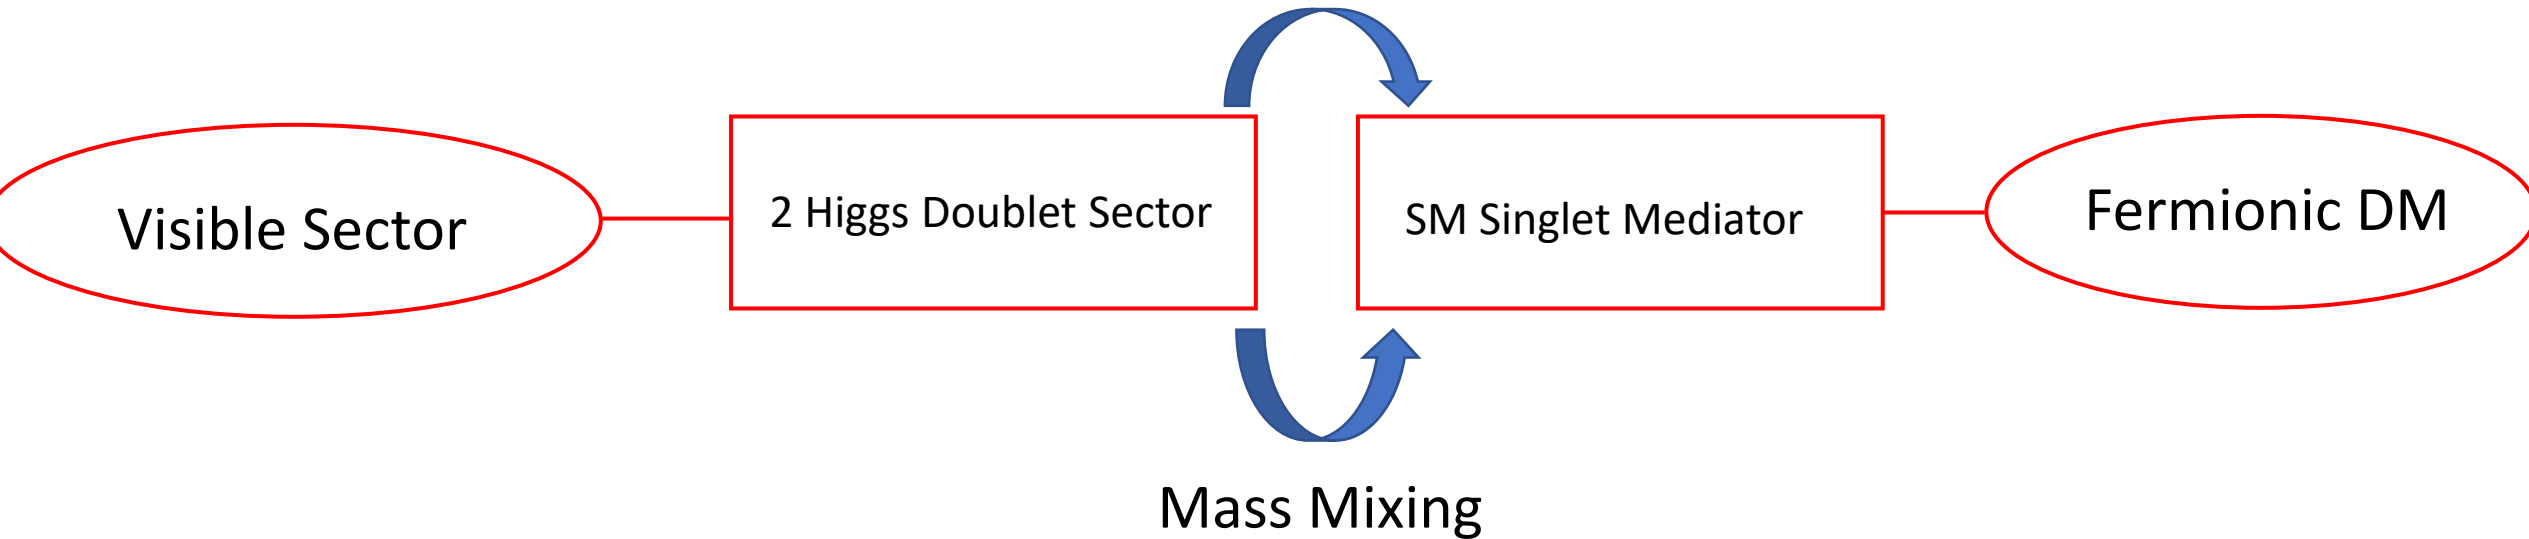 Visible Sector
2 Higgs Doublet Sector
SM Singlet Mediator
Fermionic DM
Mass Mixing